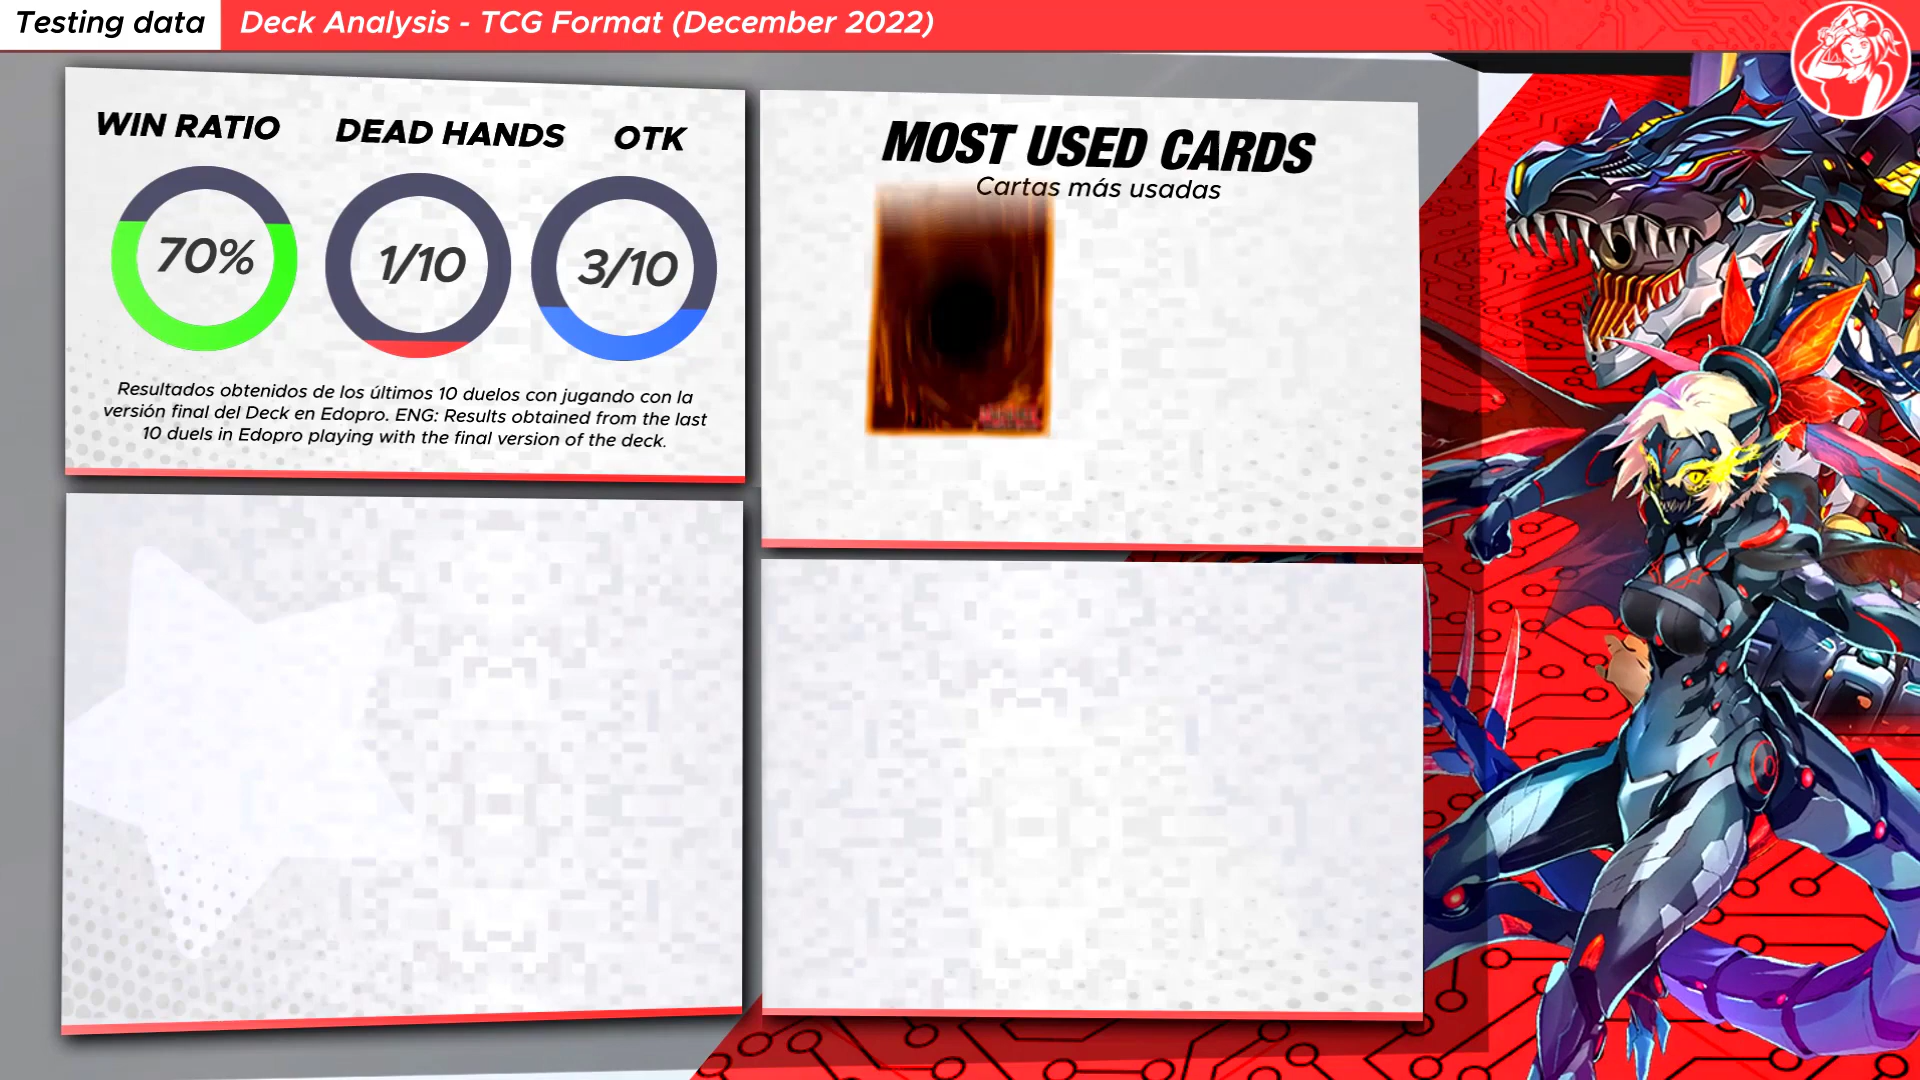 Testing data
Deck Analysis - TCG Format (December 2022)
WIN RATIO
DEAD HANDS
OTK
70%
1/10
3/10
Resultados obtenidos de los últimos 10 duelos con jugando con la
versión final del Deck en Edopro. ENG: Results obtained from the last
10 duels in Edopro playing with the final version of the deck.
MOST USED CARDS
Cartas más usadas